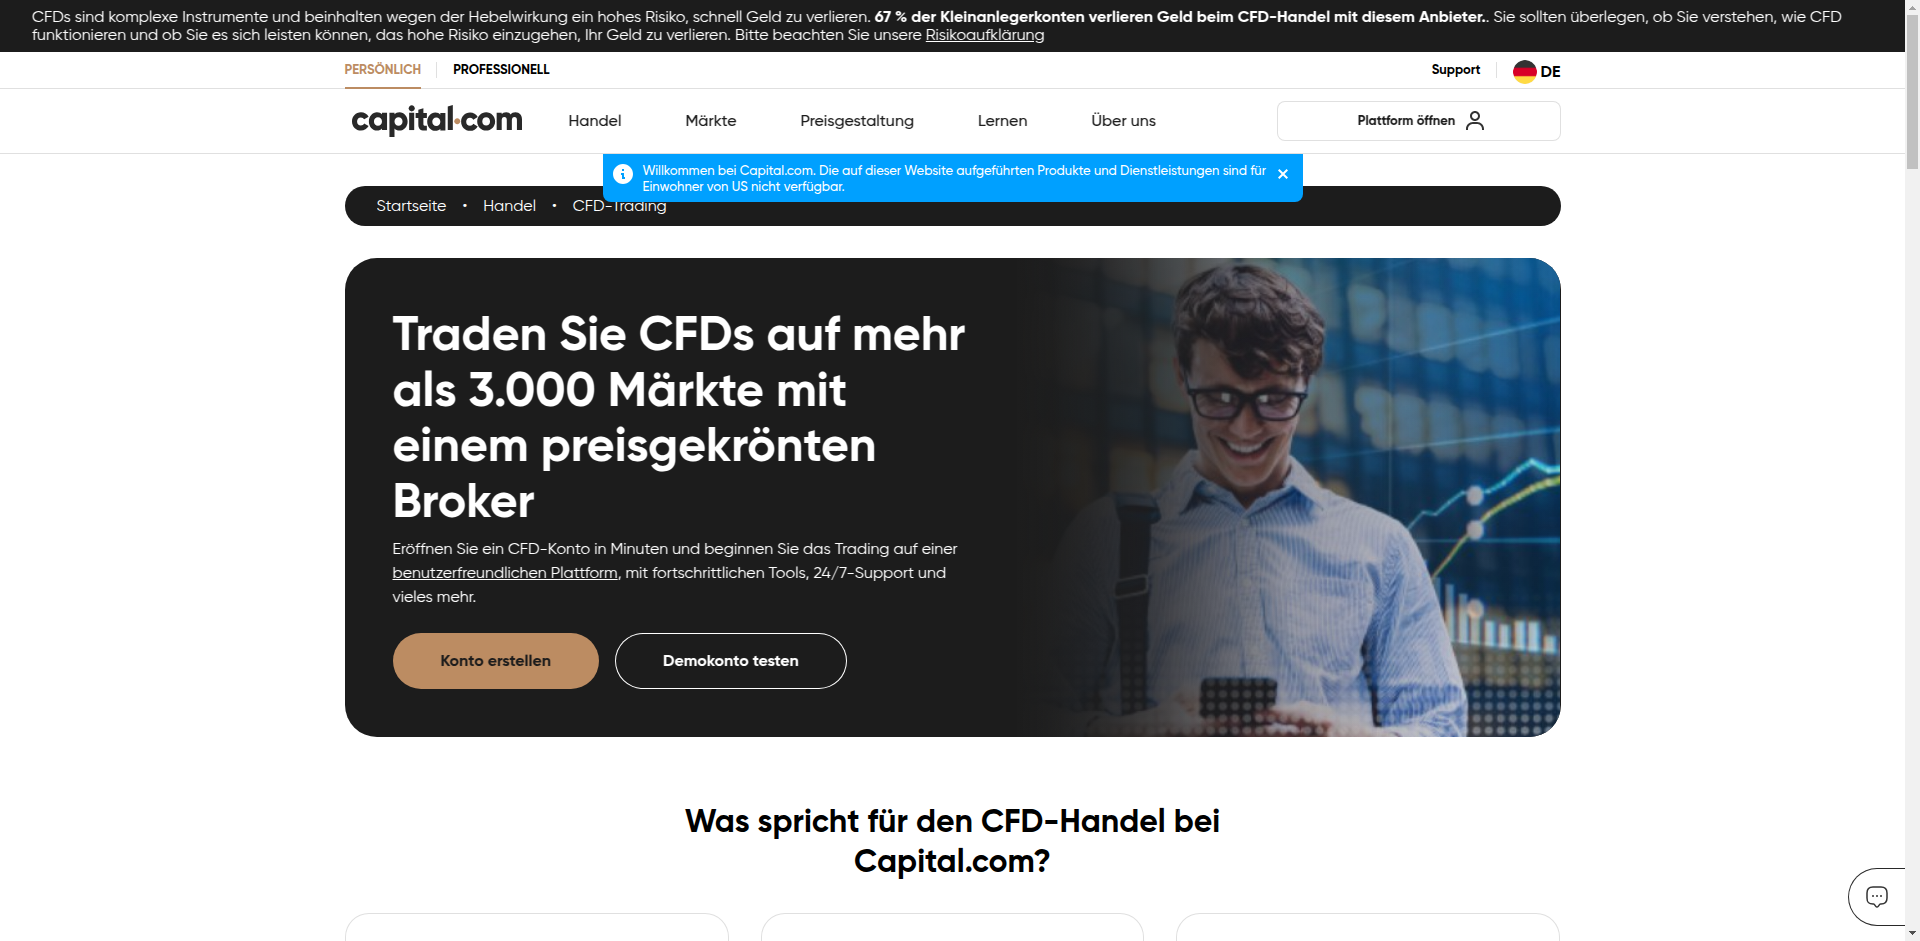 CFDs sind komplexe Instrumente und beinhalten wegen der Hebelwirkung ein hohes Risiko, schnell Geld zu verlieren. 67 % der Kleinanlegerkonten verlieren Geld beim CFD-Handel mit diesem Anbieter.. Sie sollten überlegen, ob Sie verstehen, wie CFD
funktionieren und ob Sie es sich leisten können, das hohe Risiko einzugehen, Ihr Geld zu verlieren. Bitte beachten Sie unsere Risikoaufklärung
PERSÖNLICH PROFESSIONELL Support DE
capital.com Handel Märkte Preisgestaltung Lernen Über uns Plattform öffnen
Willkommen bei Capital.com. Die auf dieser Website aufgeführten Produkte und Dienstleistungen sind für
Einwohner von US nicht verfügbar.
Startseite • Handel • CFD-Trading
Traden Sie CFDs auf mehr
als 3.000 Märkte mit
einem preisgekrönten
Broker
Eröffnen Sie ein CFD-Konto in Minuten und beginnen Sie das Trading auf einer
benutzerfreundlichen Plattform, mit fortschrittlichen Tools, 24/7-Support und
vieles mehr.
Konto erstellen Demokonto testen
Was spricht für den CFD-Handel bei
Capital.com?